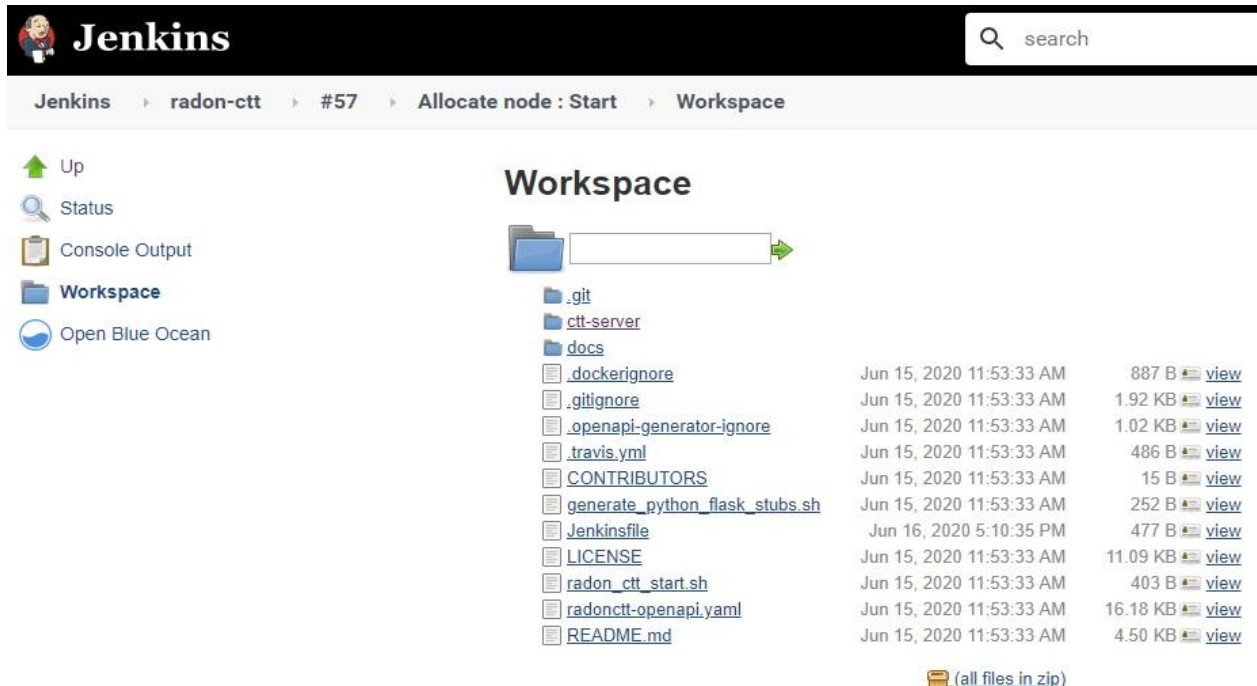 Jenkins
search
Jenkins radon-ctt #57 Allocate node : Start Workspace
Up
Status
Console Output
Workspace
Open Blue Ocean
Workspace
.git
ctt-server
docs
.dockerignore Jun 15, 2020 11:53:33 AM 887 B view
.gitignore Jun 15, 2020 11:53:33 AM 1.92 KB view
.openapi-generator-ignore Jun 15, 2020 11:53:33 AM 1.02 KB view
.travis.yml Jun 15, 2020 11:53:33 AM 486 B view
CONTRIBUTORS Jun 15, 2020 11:53:33 AM 15 B view
generate_python_flask_stubs.sh Jun 15, 2020 11:53:33 AM 252 B view
Jenkinsfile Jun 16, 2020 5:10:35 PM 477 B view
LICENSE Jun 15, 2020 11:53:33 AM 11.09 KB view
radon_ctt_start.sh Jun 15, 2020 11:53:33 AM 403 B view
radonctt-openapi.yaml Jun 15, 2020 11:53:33 AM 16.18 KB view
README.md Jun 15, 2020 11:53:33 AM 4.50 KB view
(all files in zip)